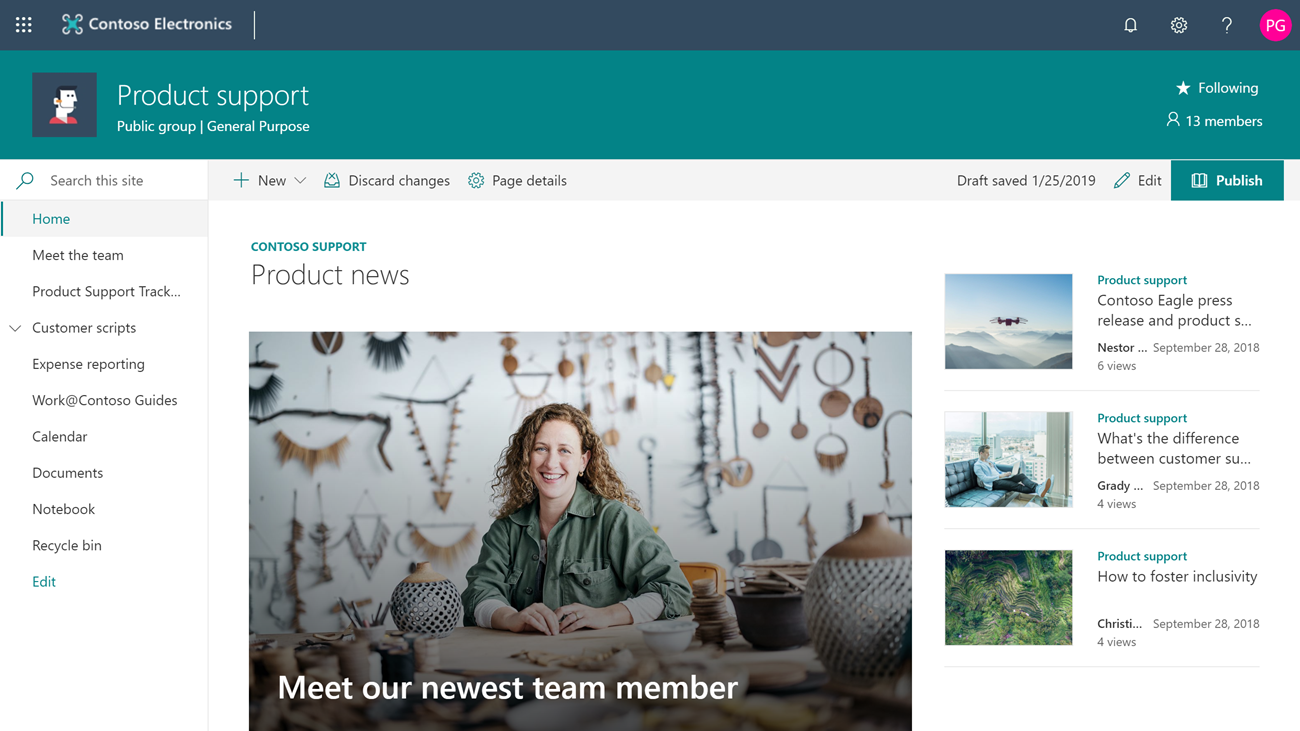 Contoso Electronics
PG
Product support
Public group | General Purpose
Following
13 members
Search this site
New
Discard changes
Page details
Draft saved 1/25/2019
Edit
Publish
Home
Meet the team
Product Support Track...
Customer scripts
Expense reporting
Work@Contoso Guides
Calendar
Documents
Notebook
Recycle bin
Edit
CONTOSO SUPPORT
Product news
Meet our newest team member
Product support
Contoso Eagle press
release and product s...
Nestor ... September 28, 2018
6 views
Product support
What's the difference
between customer su...
Grady ... September 28, 2018
4 views
Product support
How to foster inclusivity
Christi... September 28, 2018
4 views